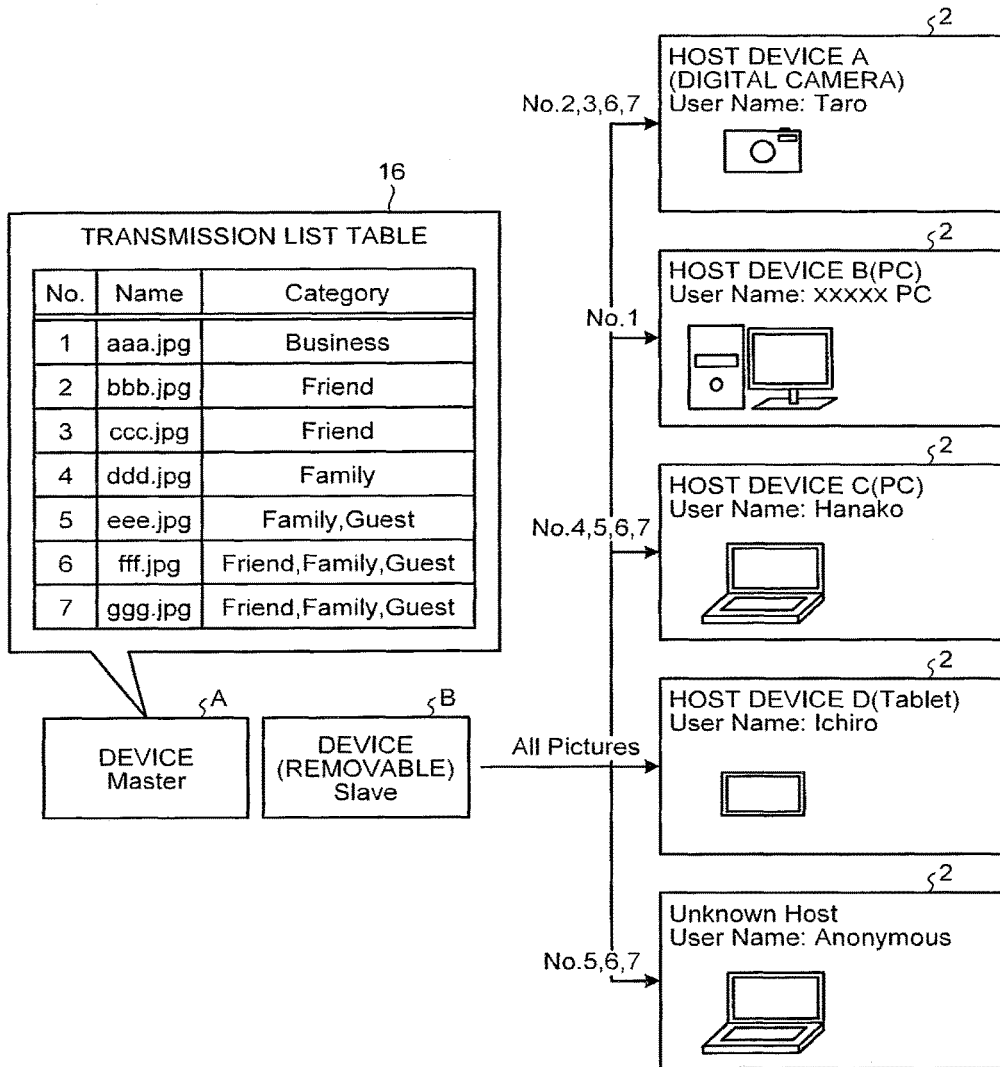 16
TRANSMISSION LIST TABLE
No. Name Category
1 aaa.jpg Business
2 bbb.jpg Friend
3 ccc.jpg Friend
4 ddd.jpg Family
5 eee.jpg Family,Guest
6 fff.jpg Friend,Family,Guest
7 ggg.jpg Friend,Family,Guest
A
DEVICE
Master
B
DEVICE
(REMOVABLE)
Slave
No.2,3,6,7
2
HOST DEVICE A
(DIGITAL CAMERA)
User Name: Taro
No.1
2
HOST DEVICE B(PC)
User Name: xxxxx PC
No.4,5,6,7
2
HOST DEVICE C(PC)
User Name: Hanako
All Pictures
2
HOST DEVICE D(Tablet)
User Name: Ichiro
No.5,6,7
2
Unknown Host
User Name: Anonymous